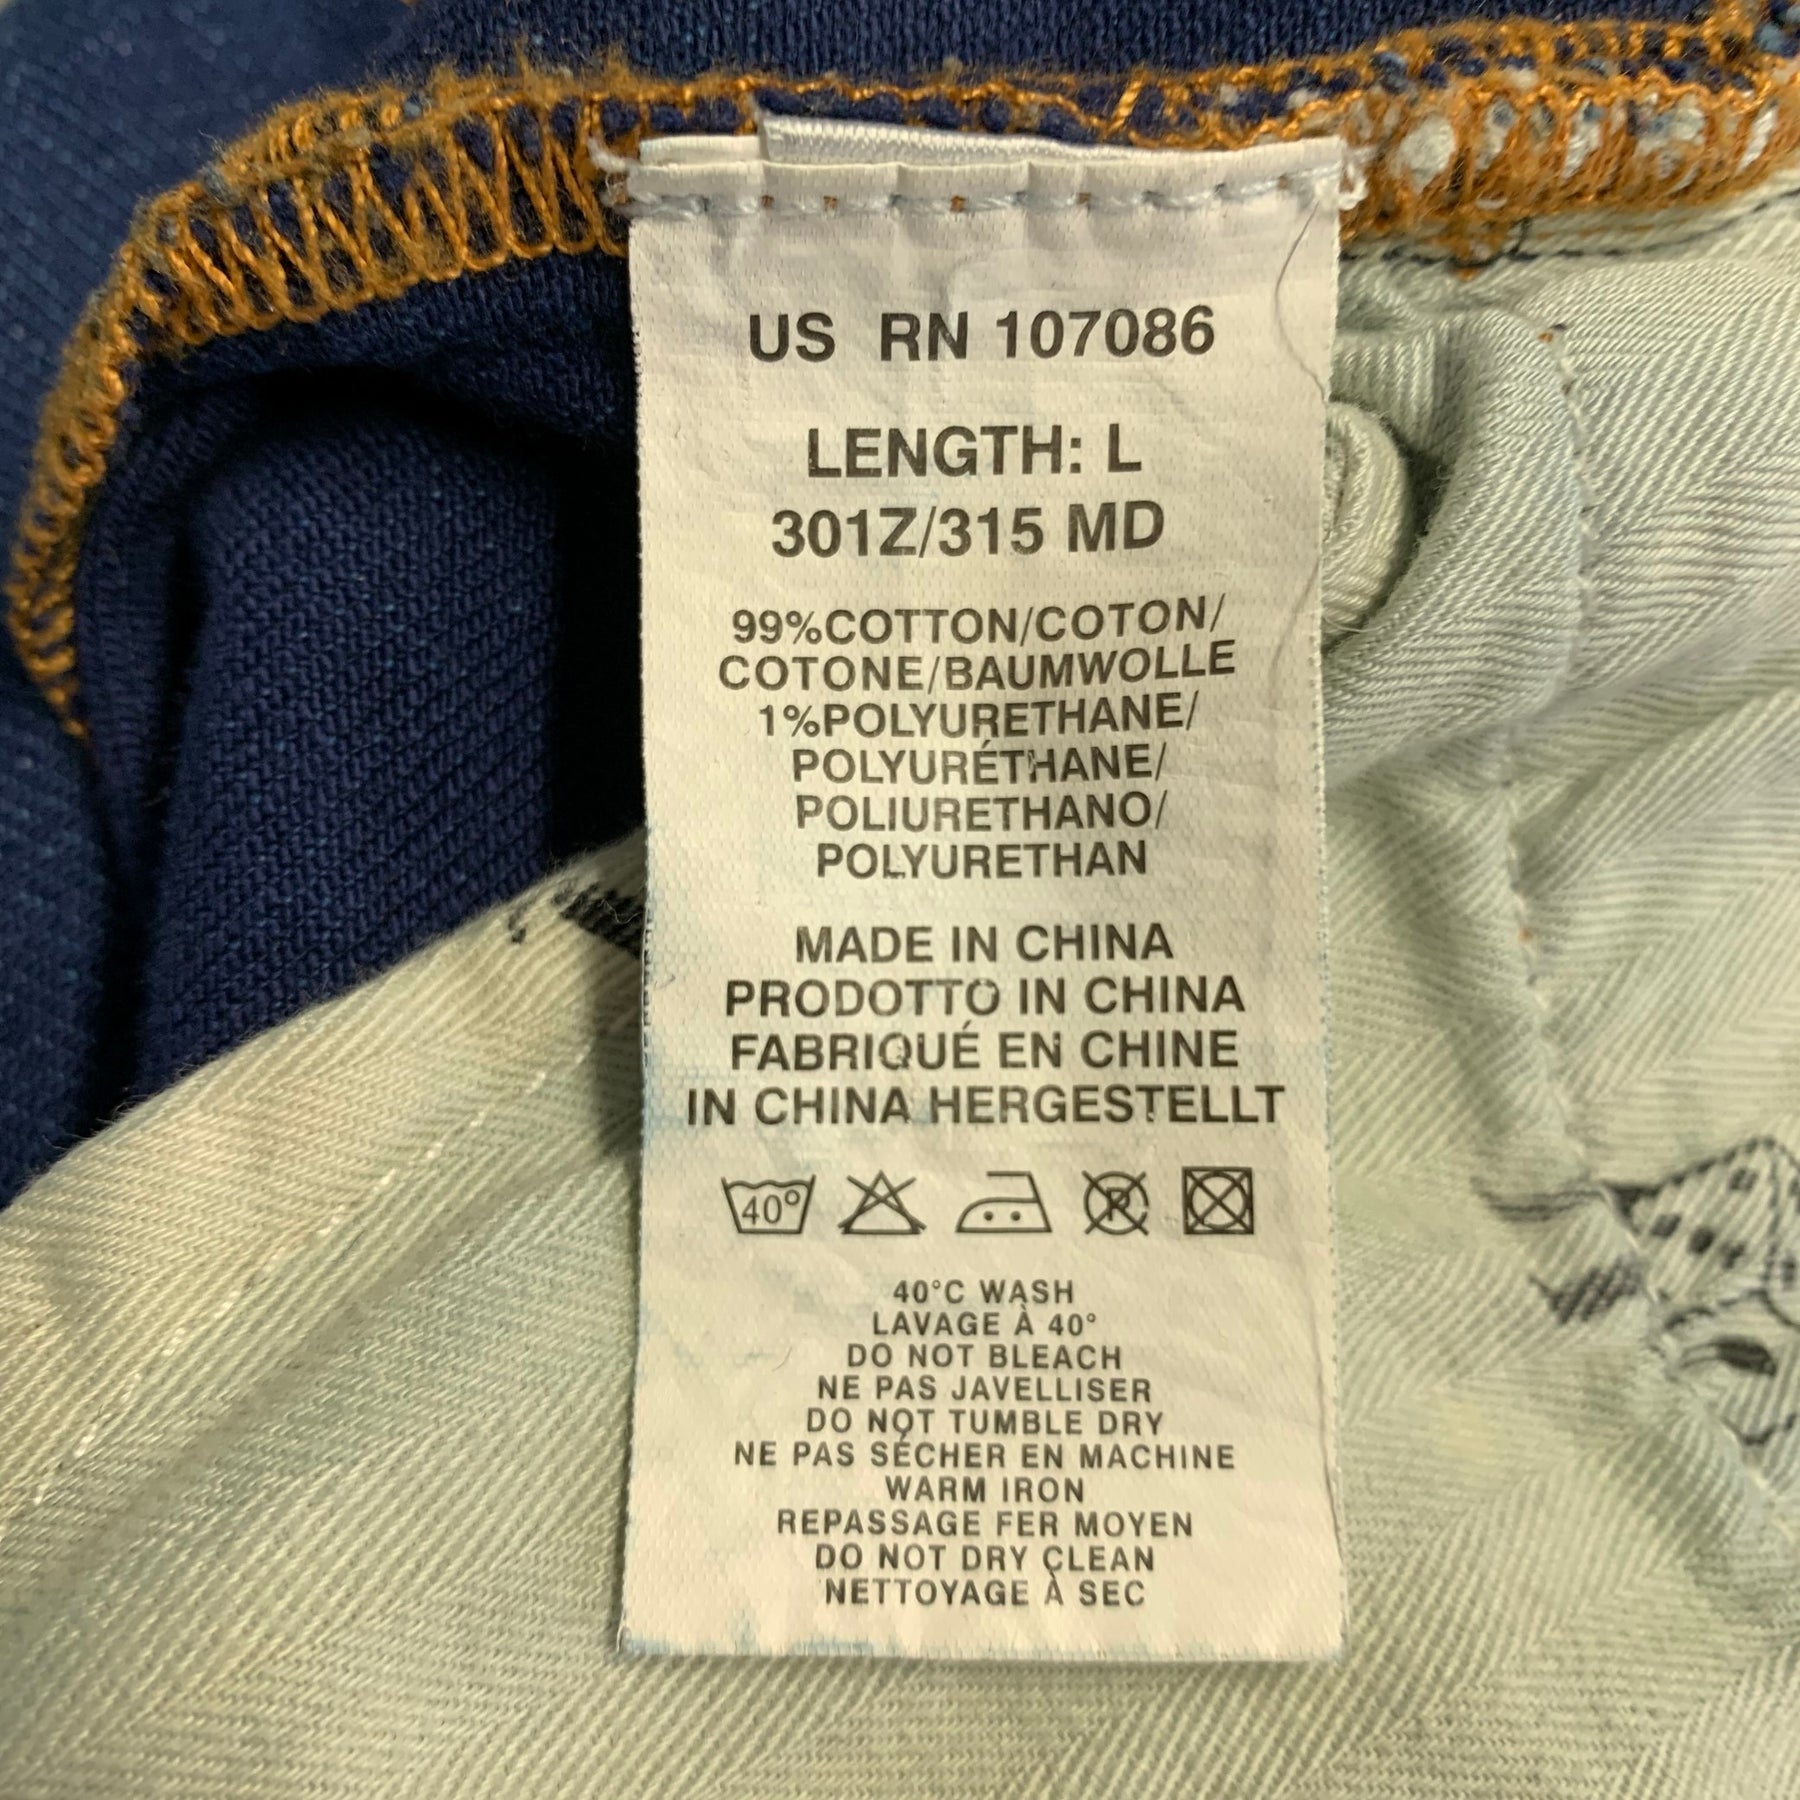 US RN 107086
LENGTH: L
301Z/315 MD
99%COTTON/COTON/
COTONE/BAUMWOLLE
1%POLYURETHANE/
POLYURÉTHANE/
POLIURETHANO/
POLYURETHAN
MADE IN CHINA
PRODOTTO IN CHINA
FABRIQUÉ EN CHINE
IN CHINA HERGESTELLT
40° R
40°C WASH
LAVAGE À 40°
DO NOT BLEACH
NE PAS JAVELLISER
DO NOT TUMBLE DRY
NE PAS SÉCHER EN MACHINE
WARM IRON
REPASSAGE FER MOYEN
DO NOT DRY CLEAN
NETTOYAGE À SEC